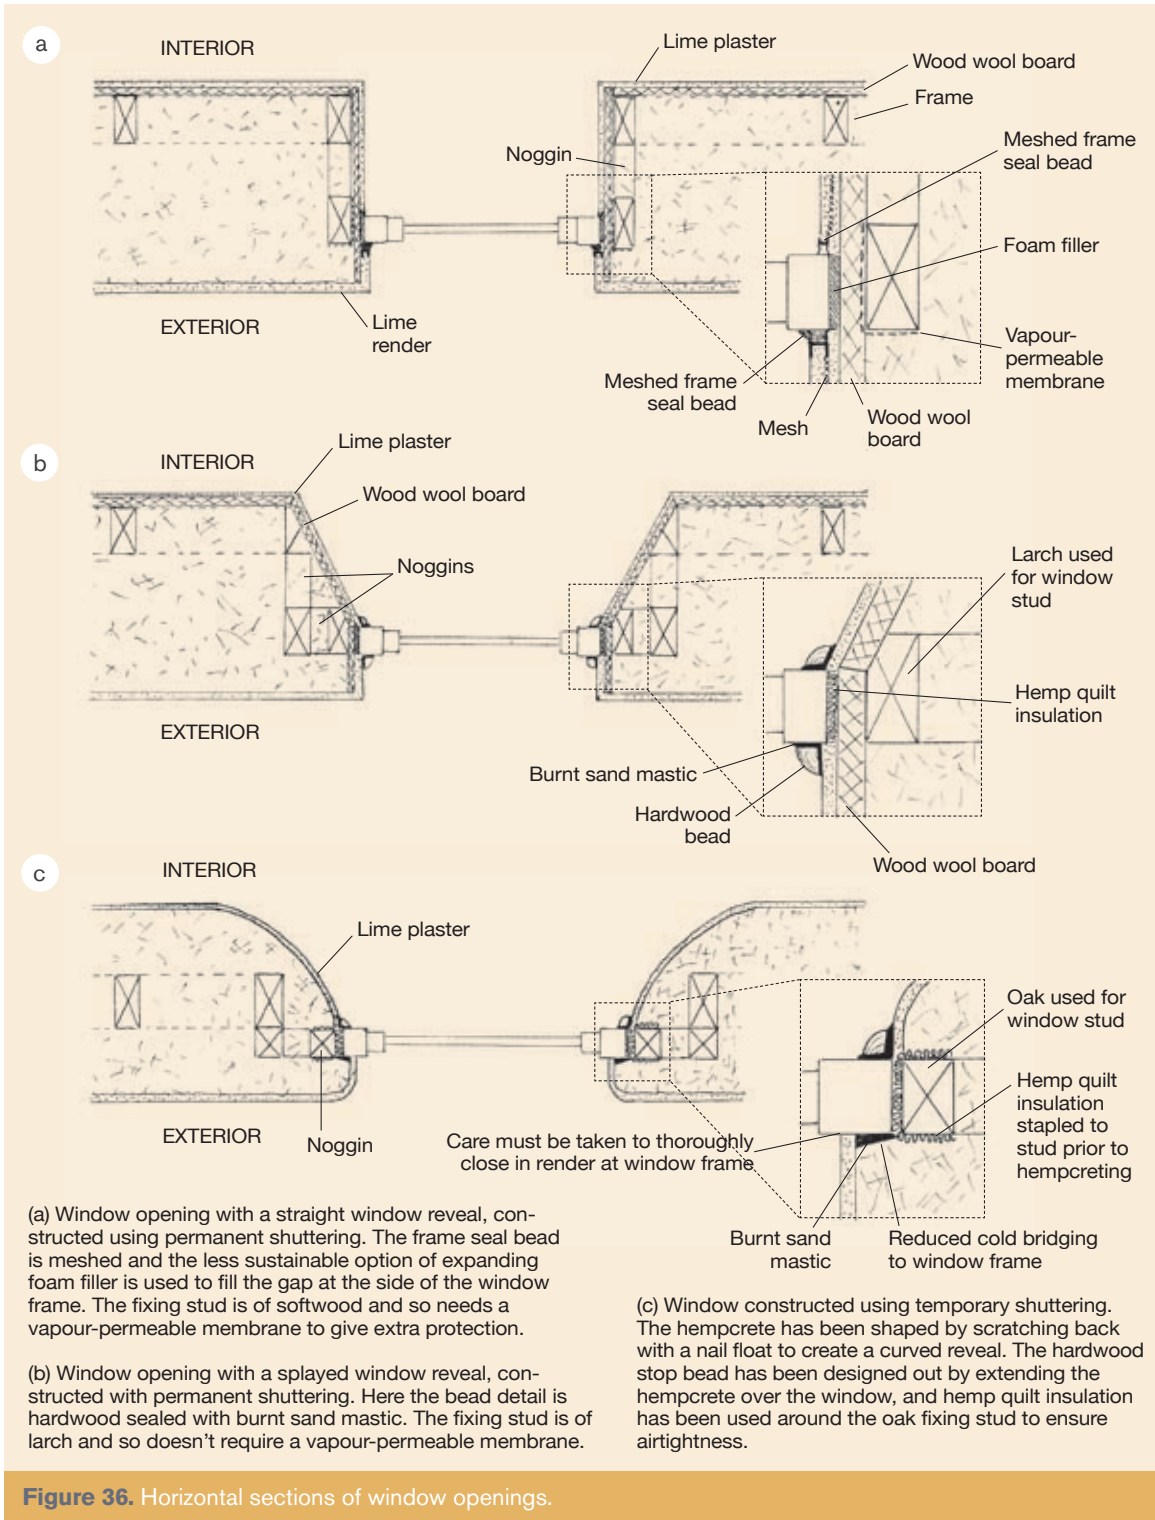 a
INTERIOR
Lime plaster
Wood wool board
Frame
Meshed frame
seal bead
Noggin
Foam filler
EXTERIOR
Lime
render
Vapour-
permeable
membrane
Meshed frame
seal bead
Mesh
Wood wool
board
b
INTERIOR
Lime plaster
Wood wool board
Noggins
Larch used
for window
stud
Hemp quilt
insulation
EXTERIOR
Burnt sand mastic
Hardwood
bead
Wood wool board
c
INTERIOR
Lime plaster
Oak used for
window stud
Hemp quilt
insulation
stapled to
stud prior to
hempcreting
EXTERIOR
Noggin
Care must be taken to thoroughly
close in render at window frame
Burnt sand
mastic
Reduced cold bridging
to window frame
(a) Window opening with a straight window reveal, con-
structed using permanent shuttering. The frame seal bead
is meshed and the less sustainable option of expanding
foam filler is used to fill the gap at the side of the window
frame. The fixing stud is of softwood and so needs a
vapour-permeable membrane to give extra protection.
(b) Window opening with a splayed window reveal, con-
structed with permanent shuttering. Here the bead detail is
hardwood sealed with burnt sand mastic. The fixing stud is of
larch and so doesn't require a vapour-permeable membrane.
(c) Window constructed using temporary shuttering.
The hempcrete has been shaped by scratching back
with a nail float to create a curved reveal. The hardwood
stop bead has been designed out by extending the
hempcrete over the window, and hemp quilt insulation
has been used around the oak fixing stud to ensure
airtightness.
Figure 36. Horizontal sections of window openings.